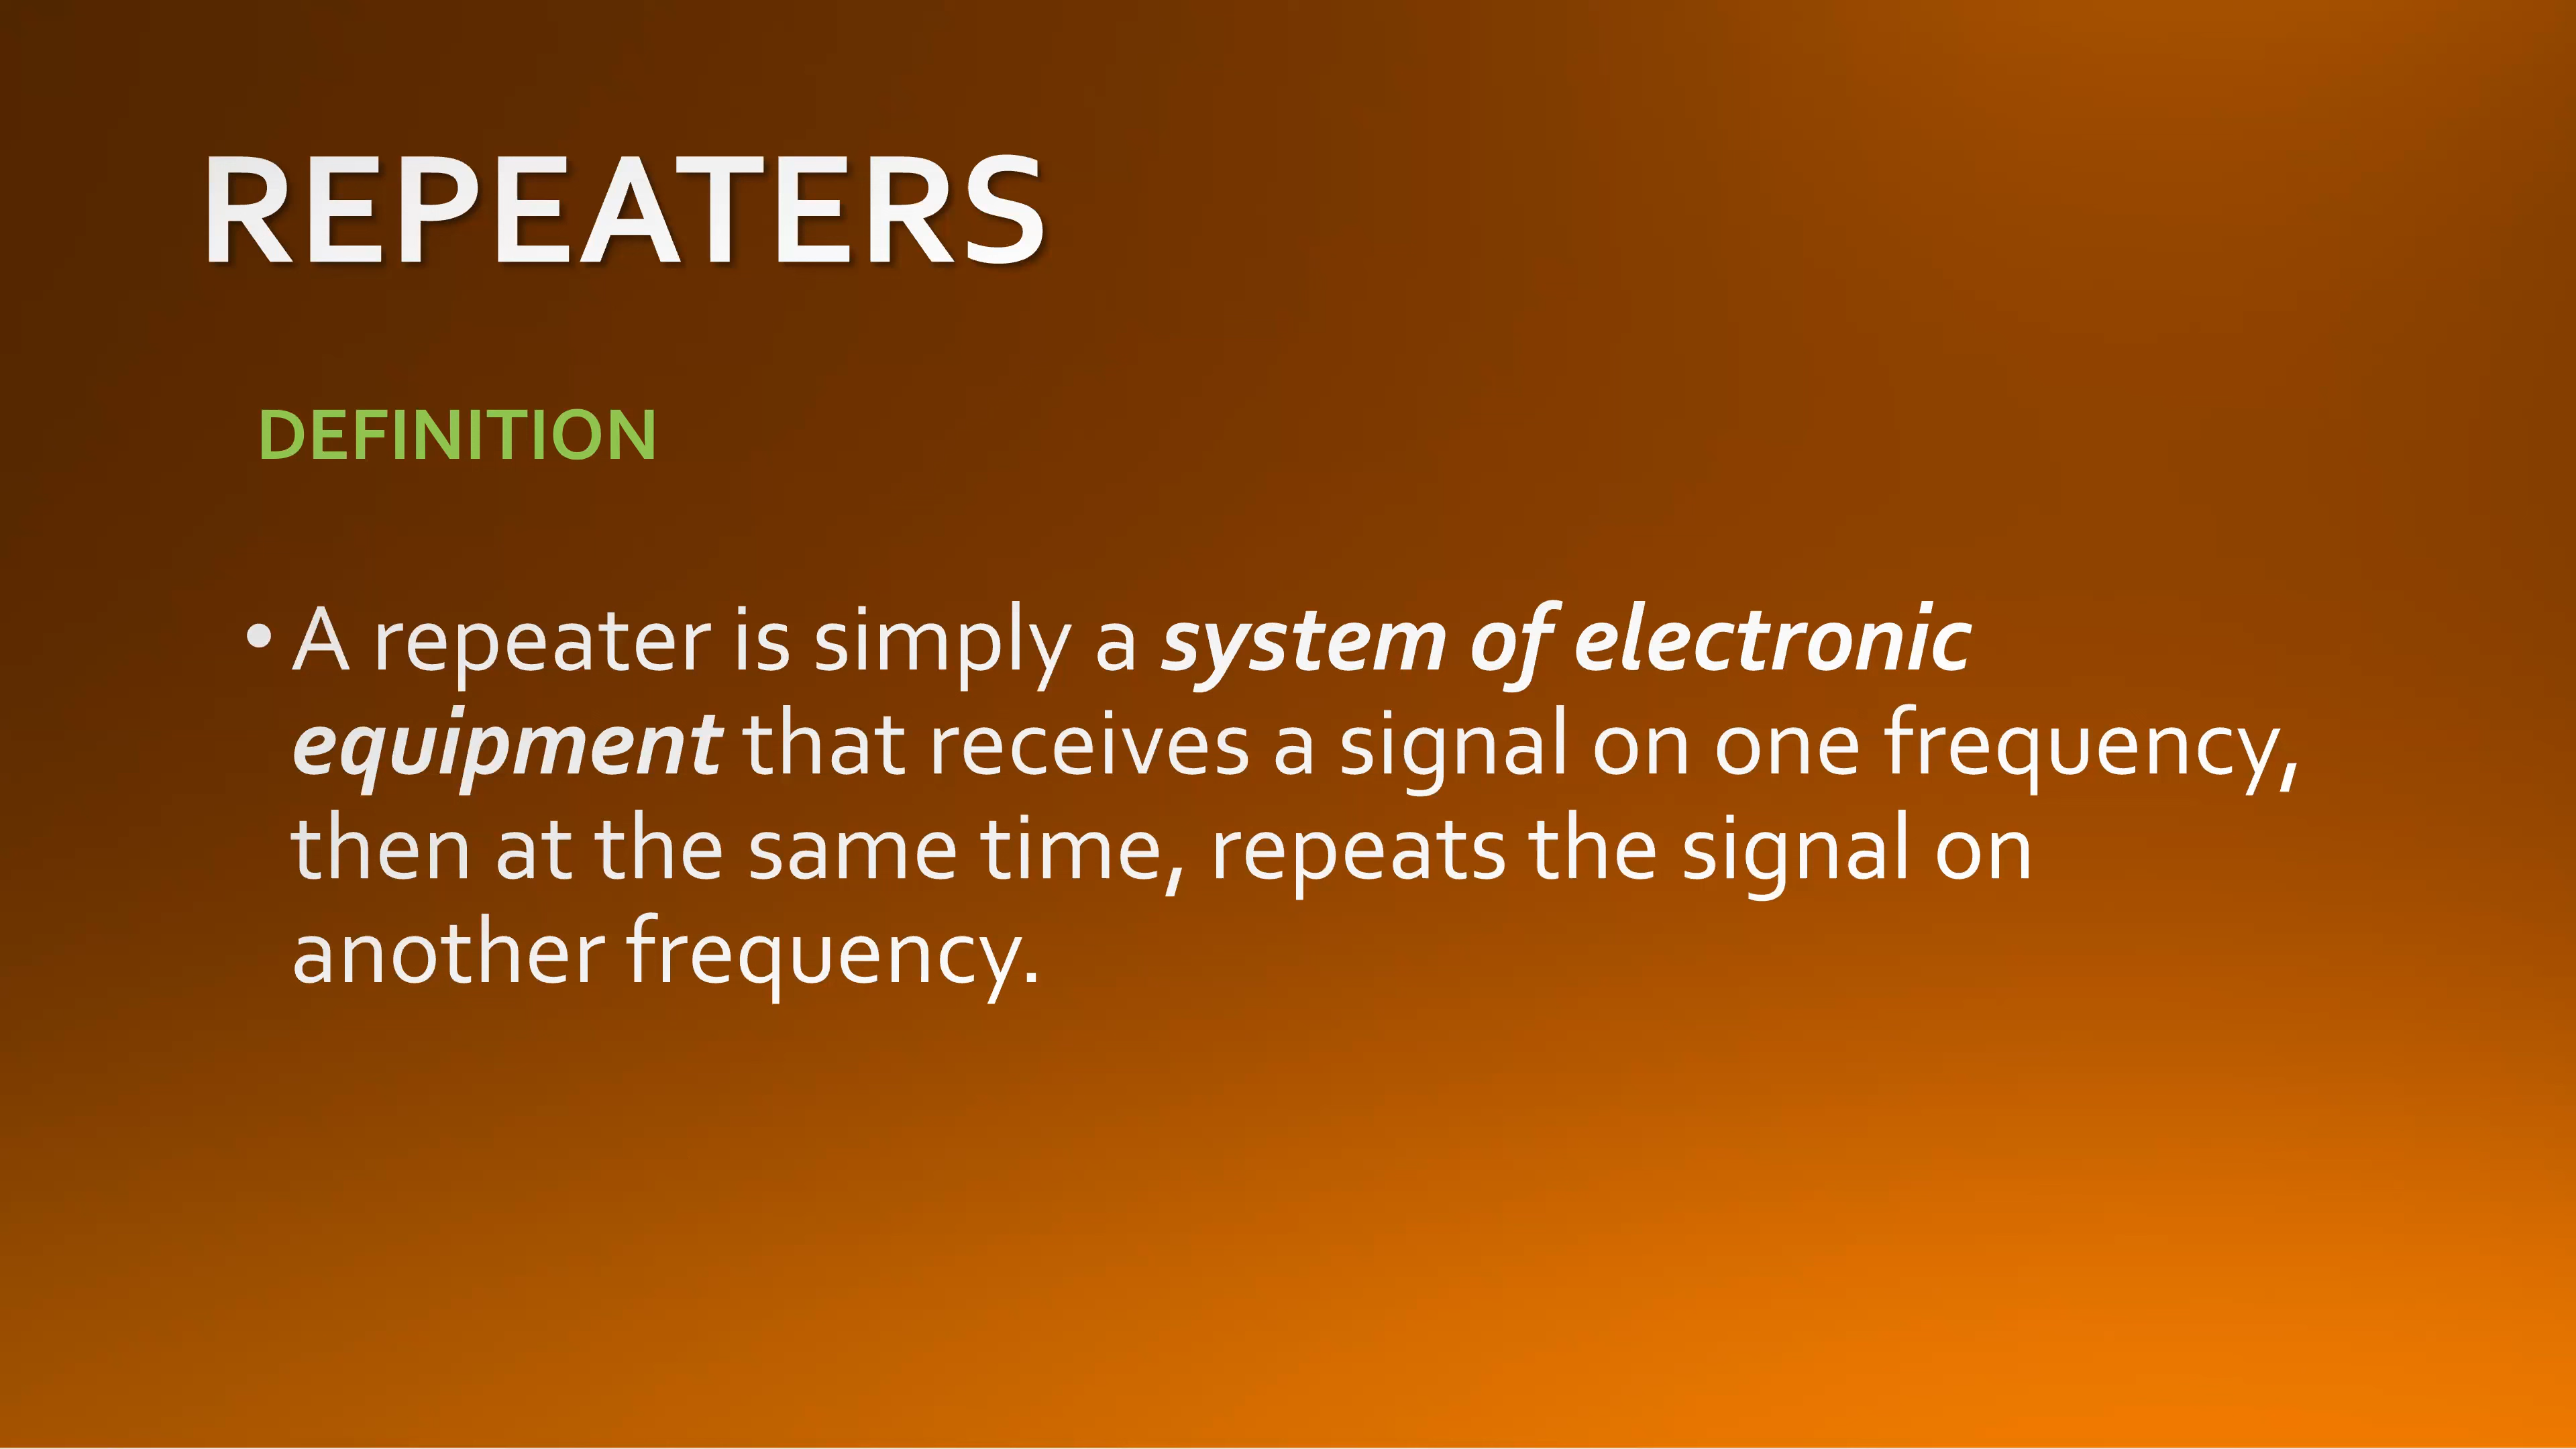 REPEATERS
DEFINITION
• A repeater is simply a system of electronic
equipment that receives a signal on one frequency,
then at the same time, repeats the signal on
another frequency.